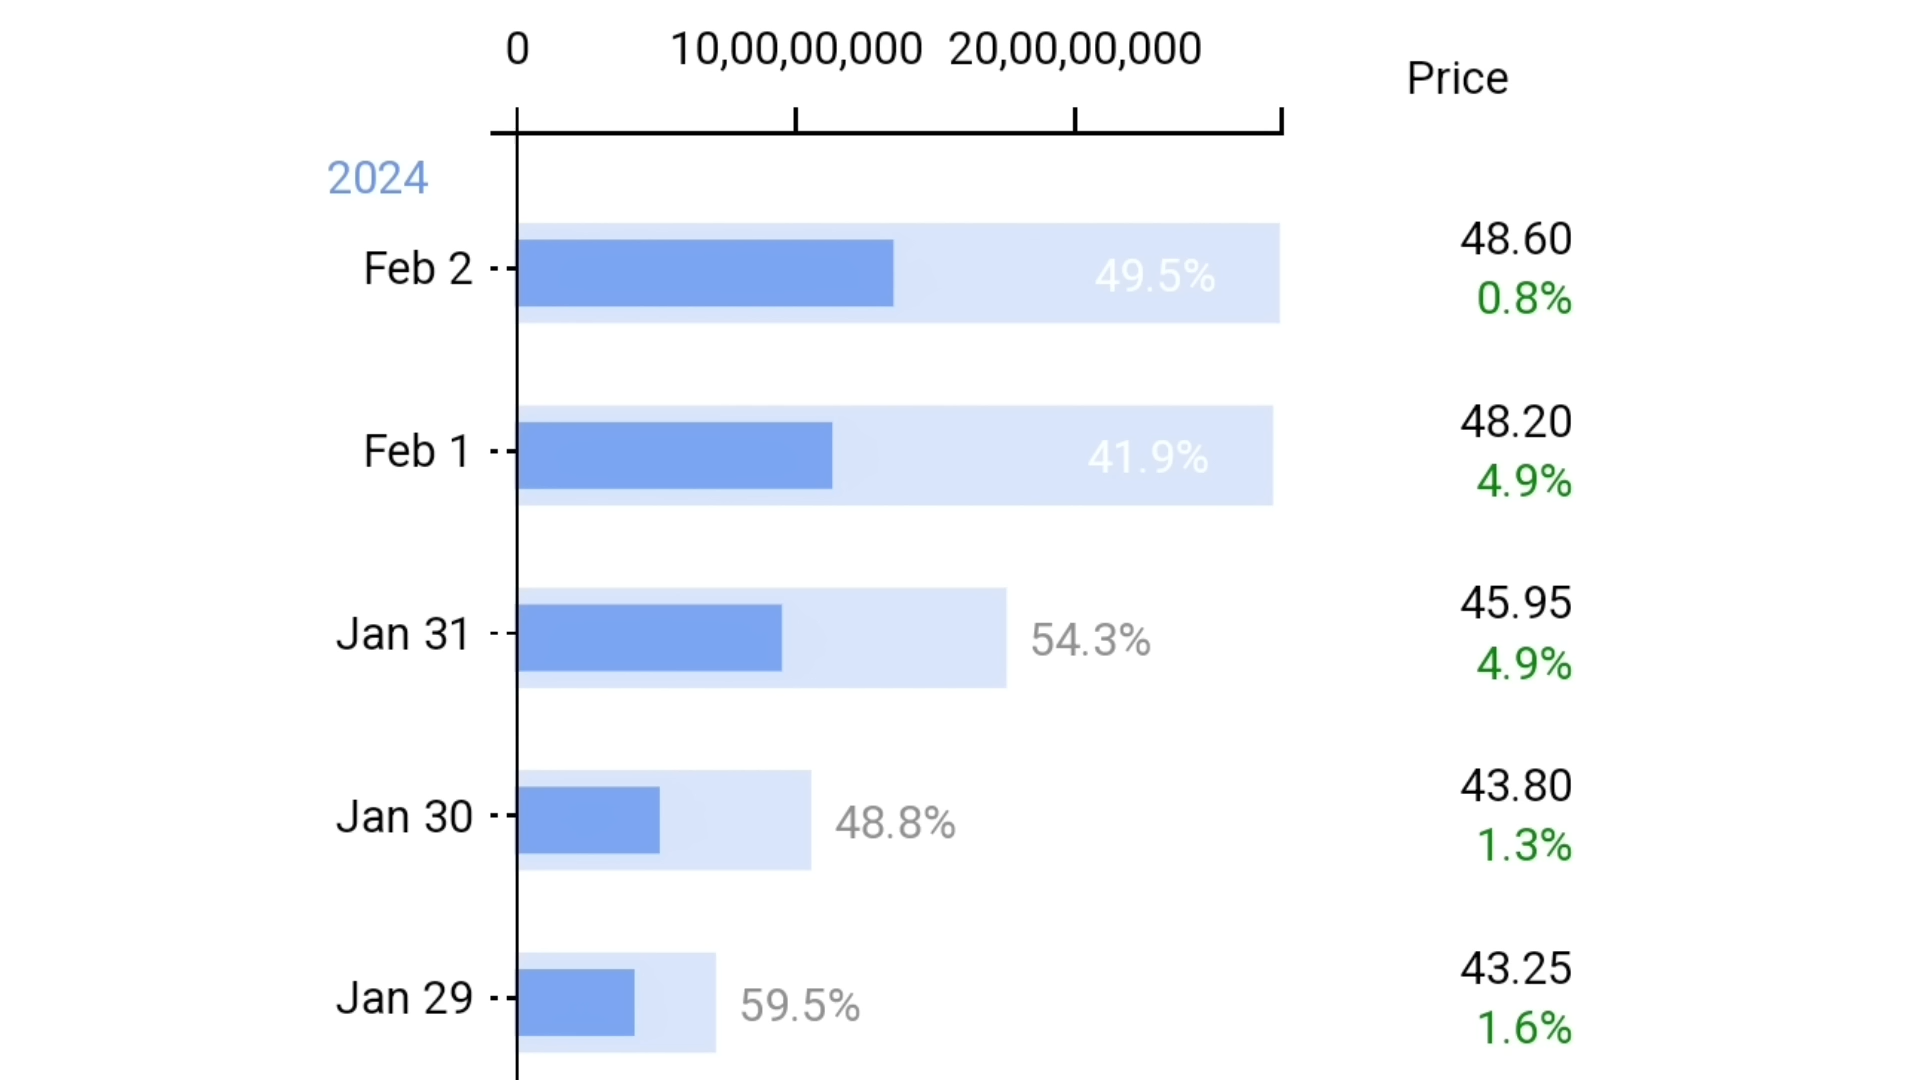 0 10,00,00,000 20,00,00,000
Price
2024
Feb 2 49.5% 48.60
0.8%
Feb 1 41.9% 48.20
4.9%
Jan 31 54.3% 45.95
4.9%
Jan 30 48.8% 43.80
1.3%
Jan 29 59.5% 43.25
1.6%